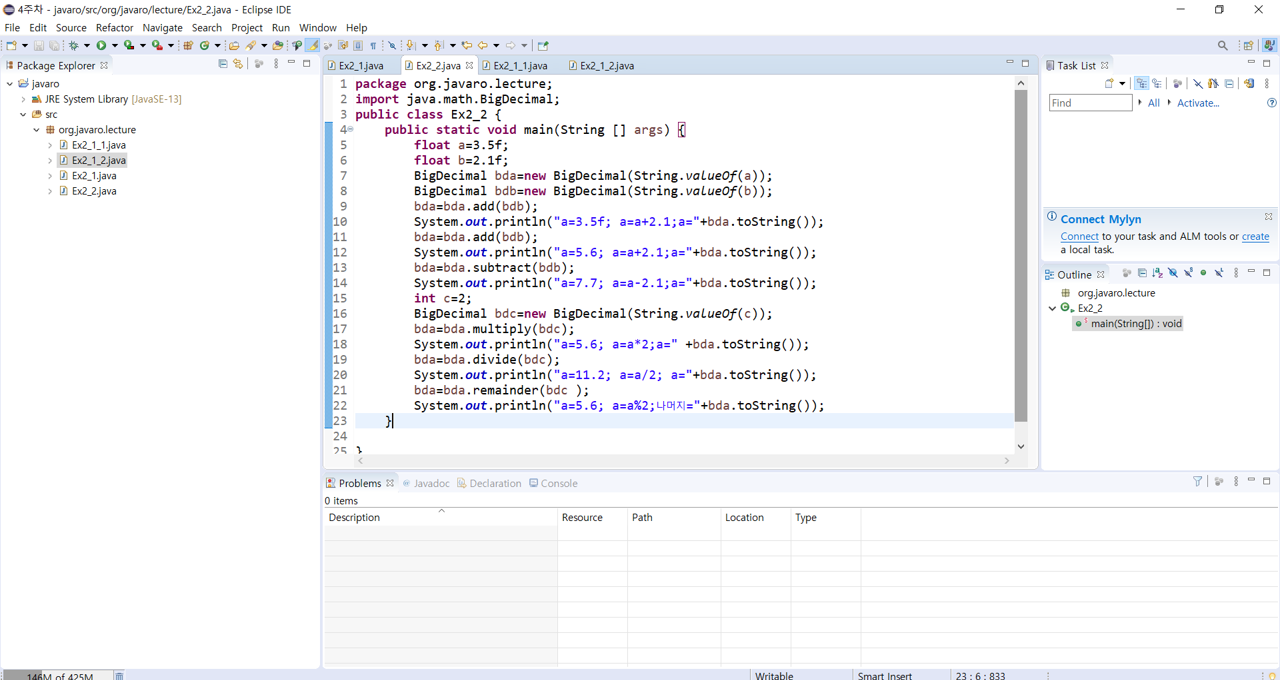 4주차 - javaro/src/org/javaro/lecture/Ex2_2.java - Eclipse IDE
File Edit Source Refactor Navigate Search Project Run Window Help
Package Explorer
javaro
JRE System Library [JavaSE-13]
src
org.javaro.lecture
Ex2_1_1.java
Ex2_1_2.java
Ex2_1.java
Ex2_2.java
Ex2_1.java Ex2_2.java Ex2_1_1.java Ex2_1_2.java
1 package org.javaro.lecture;
2 import java.math.BigDecimal;
3 public class Ex2_2 {
4 public static void main(String [] args) {
5 float a=3.5f;
6 float b=2.1f;
7 BigDecimal bda=new BigDecimal(String.valueOf(a));
8 BigDecimal bdb=new BigDecimal(String.valueOf(b));
9 bda=bda.add(bdb);
10 System.out.println("a=3.5f; a=a+2.1;a="+bda.toString());
11 bda=bda.add(bdb);
12 System.out.println("a=5.6; a=a+2.1;a="+bda.toString());
13 bda=bda.subtract(bdb);
14 System.out.println("a=7.7; a=a-2.1;a="+bda.toString());
15 int c=2;
16 BigDecimal bdc=new BigDecimal(String.valueOf(c));
17 bda=bda.multiply(bdc);
18 System.out.println("a=5.6; a=a*2;a=" +bda.toString());
19 bda=bda.divide(bdc);
20 System.out.println("a=11.2; a=a/2; a="+bda.toString());
21 bda=bda.remainder(bdc );
22 System.out.println("a=5.6; a=a%2;나머지="+bda.toString());
23 }
24
25 }
Task List
Find All Activate...
Connect Mylyn
Connect to your task and ALM tools or create
a local task.
Outline
org.javaro.lecture
Ex2_2
main(String[]) : void
Problems Javadoc Declaration Console
0 items
Description Resource Path Location Type
146M of 425M Writable Smart Insert 23 : 6 : 833